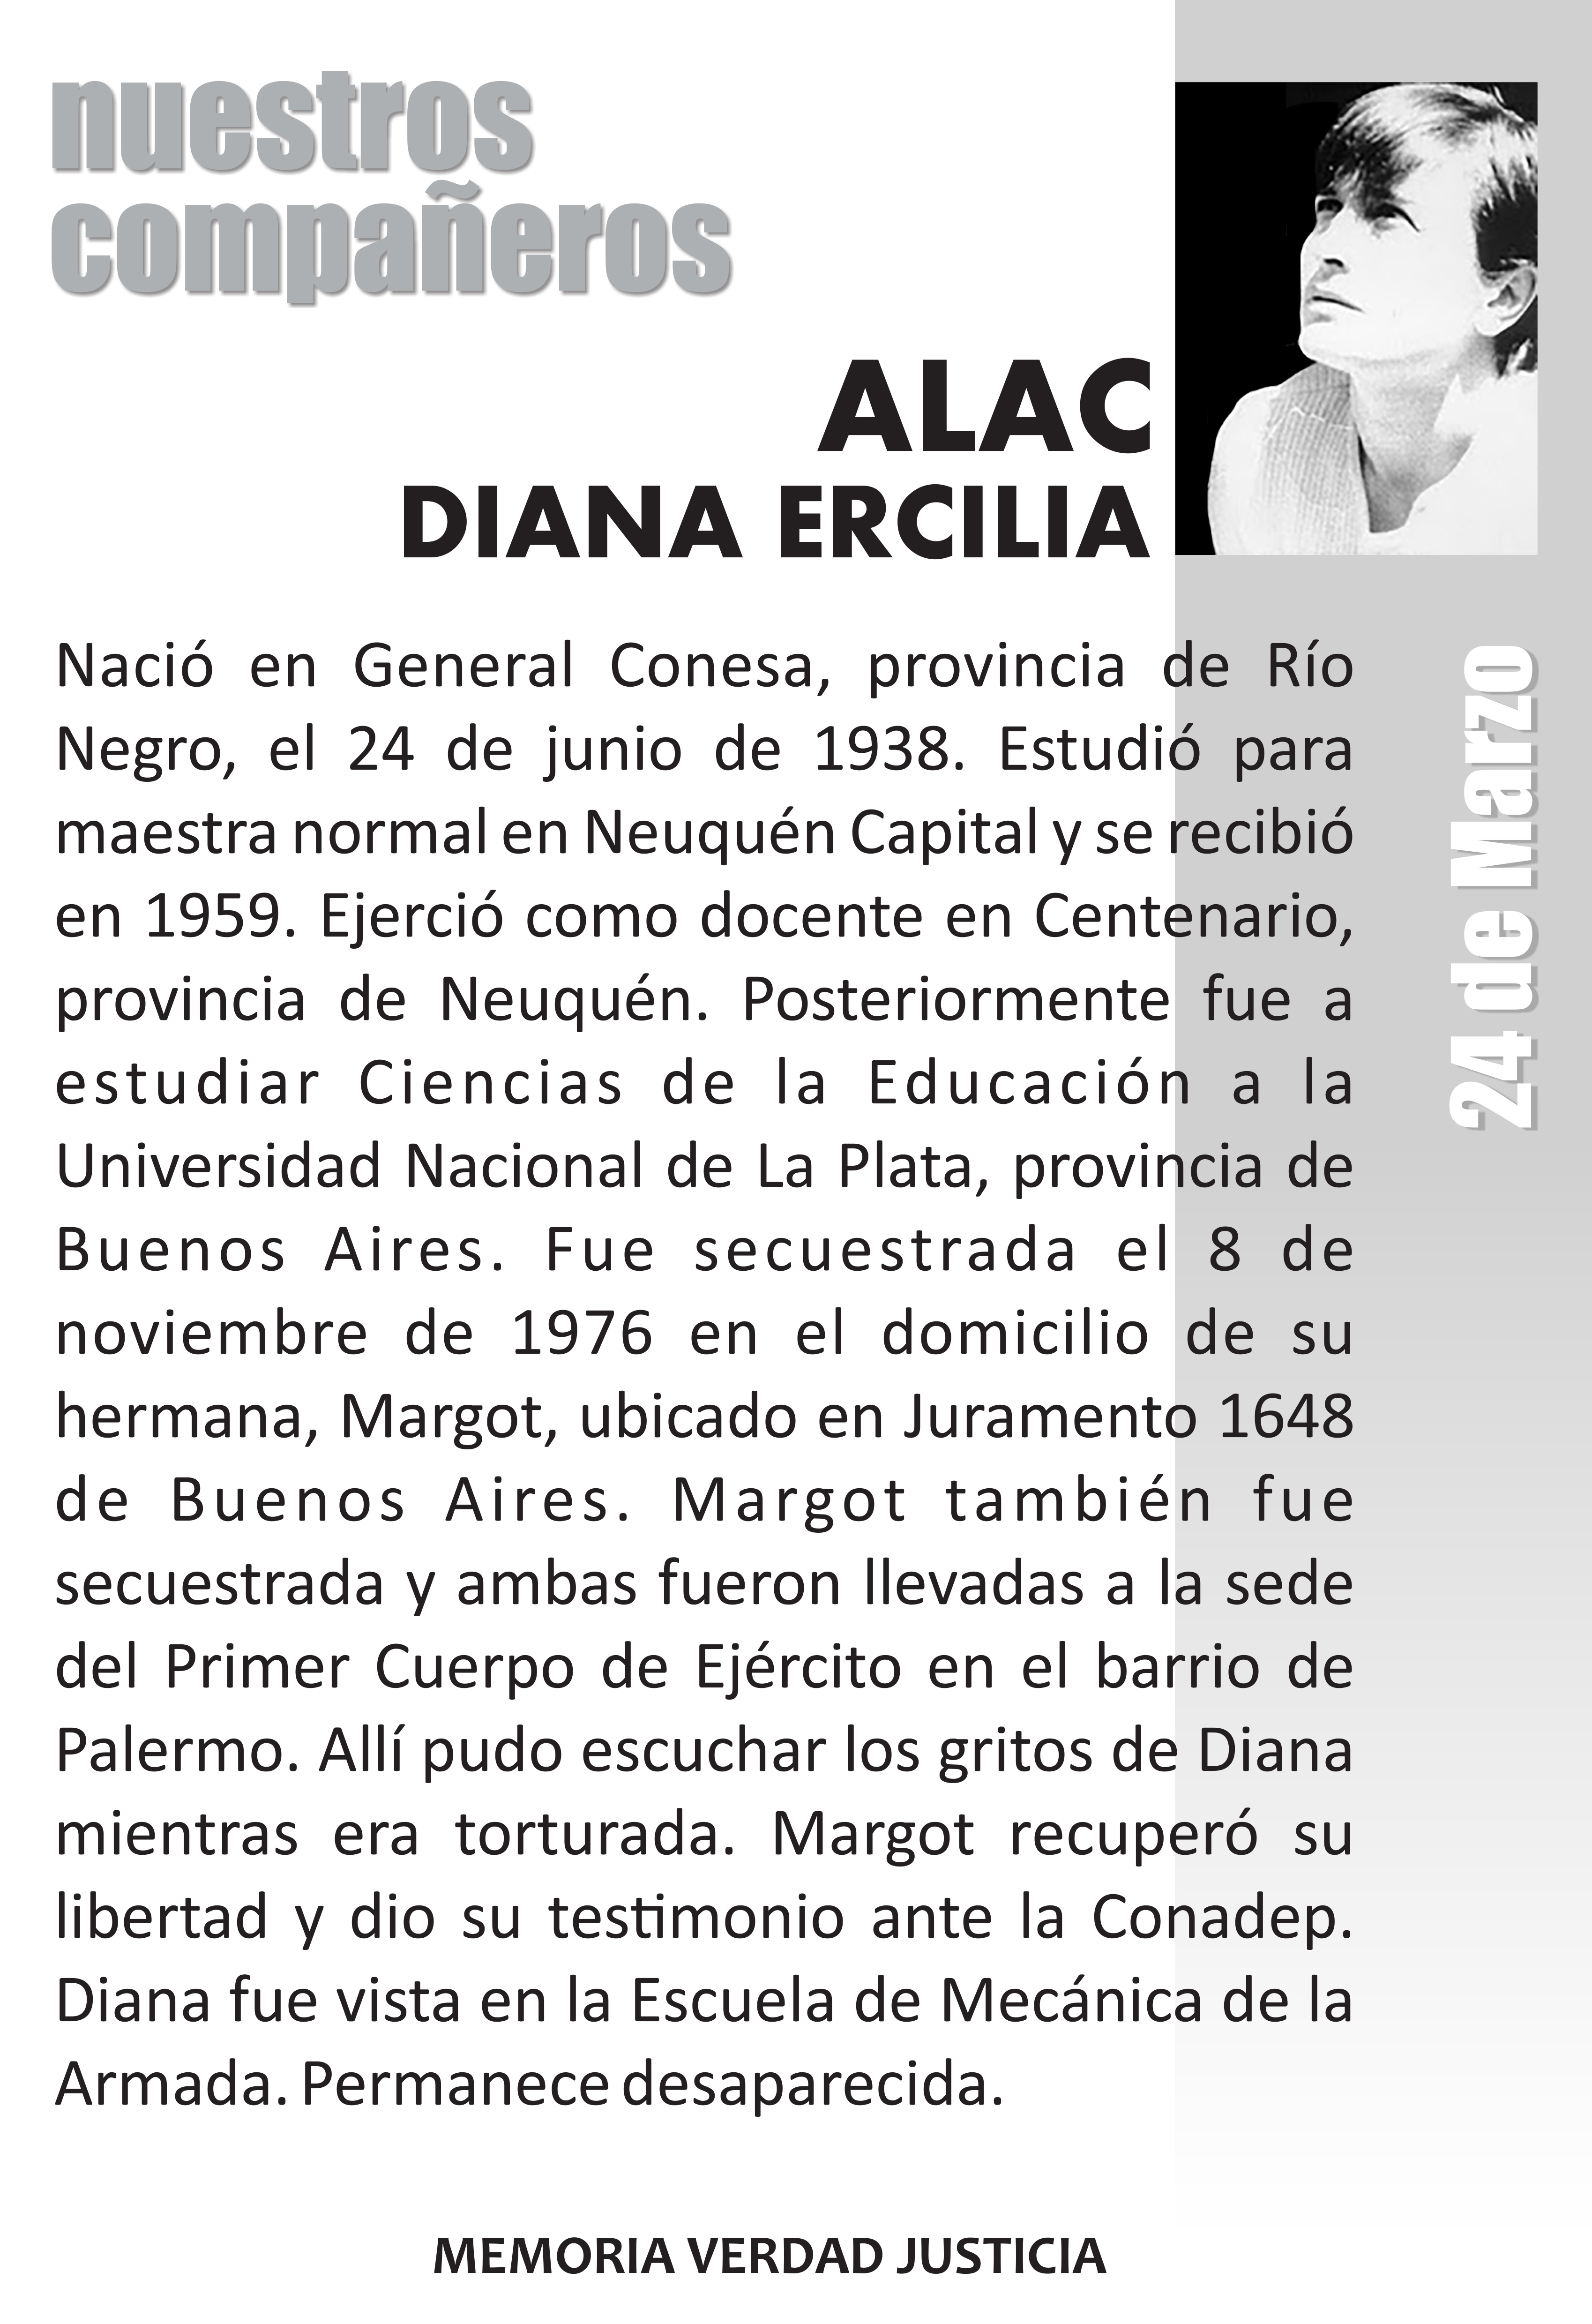 nuestros
compañeros
ALAC
DIANA ERCILIA
Nació en General Conesa, provincia de Río
Negro, el 24 de junio de 1938. Estudió para
maestra normal en Neuquén Capital y se recibió
en 1959. Ejerció como docente en Centenario,
provincia de Neuquén. Posteriormente fue a
estudiar Ciencias de la Educación a la
Universidad Nacional de La Plata, provincia de
Buenos Aires. Fue secuestrada el 8 de
noviembre de 1976 en el domicilio de su
hermana, Margot, ubicado en Juramento 1648
de Buenos Aires. Margot también fue
secuestrada y ambas fueron llevadas a la sede
del Primer Cuerpo de Ejército en el barrio de
Palermo. Allí pudo escuchar los gritos de Diana
mientras era torturada. Margot recuperó su
libertad y dio su testimonio ante la Conadep.
Diana fue vista en la Escuela de Mecánica de la
Armada. Permanece desaparecida.
24 de Marzo
MEMORIA VERDAD JUSTICIA